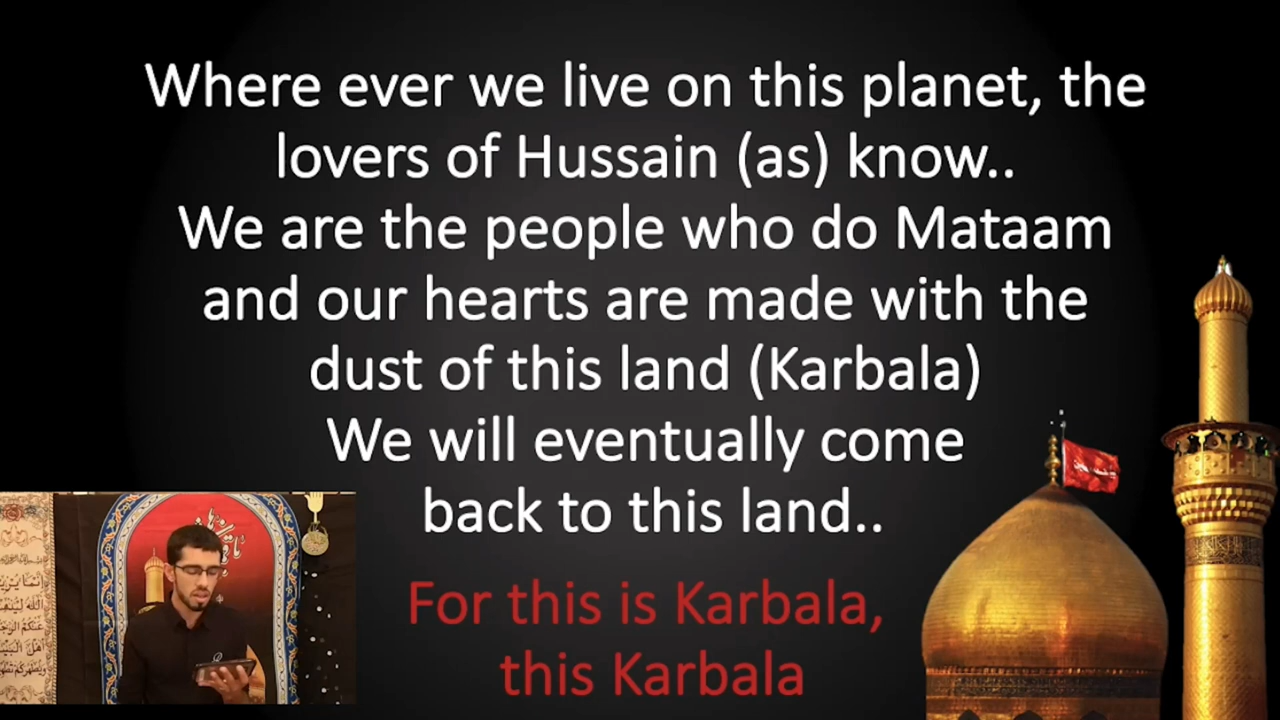 Where ever we live on this planet, the
lovers of Hussain (as) know..
We are the people who do Mataam
and our hearts are made with the
dust of this land (Karbala)
We will eventually come
back to this land..
For this is Karbala,
this Karbala